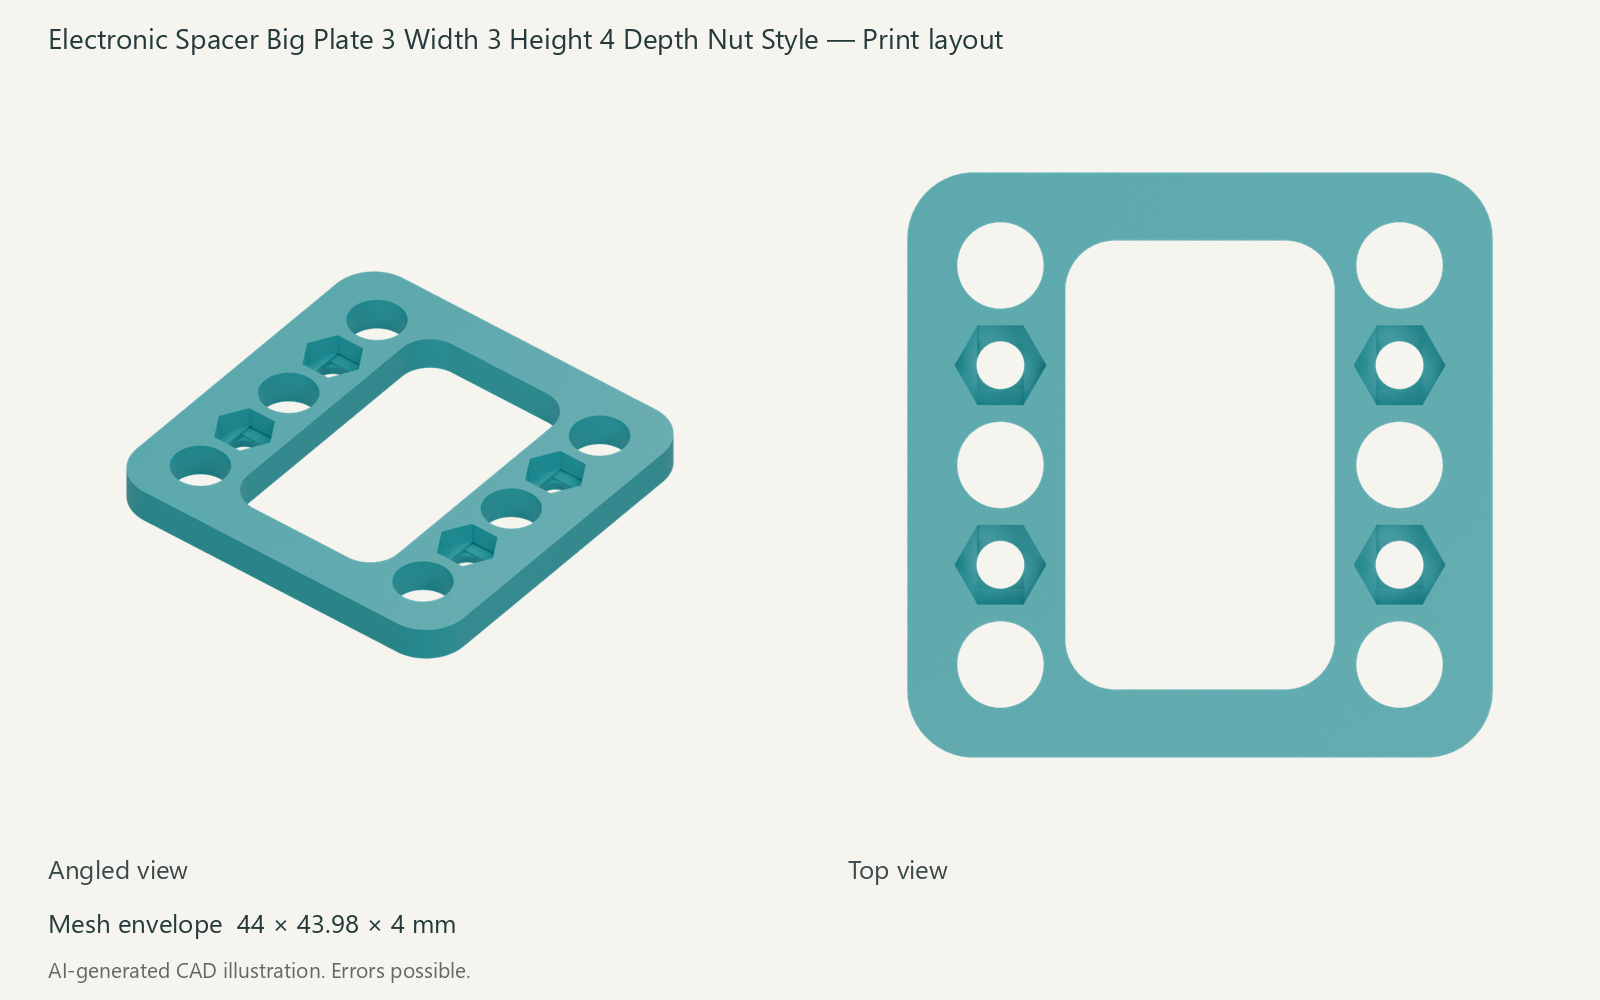 Electronic Spacer Big Plate 3 Width 3 Height 4 Depth Nut Style — Print layout
Angled view
Top view
Mesh envelope 44 × 43.98 × 4 mm
AI-generated CAD illustration. Errors possible.